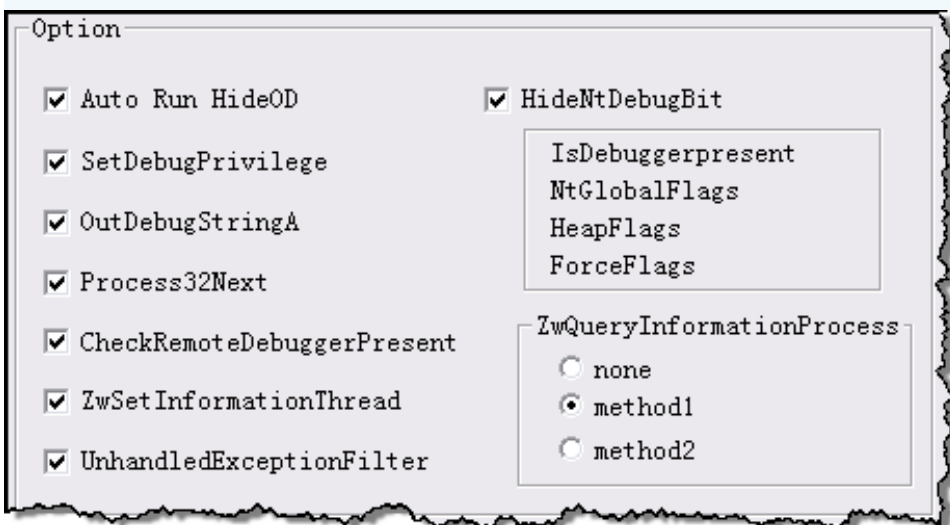 Option
Auto Run HideOD
SetDebugPrivilege
OutDebugStringA
Process32Next
CheckRemoteDebuggerPresent
ZwSetInformationThread
UnhandledExceptionFilter
HideNtDebugBit
IsDebuggerpresent
NtGlobalFlags
HeapFlags
ForceFlags
ZwQueryInformationProcess
none
method1
method2